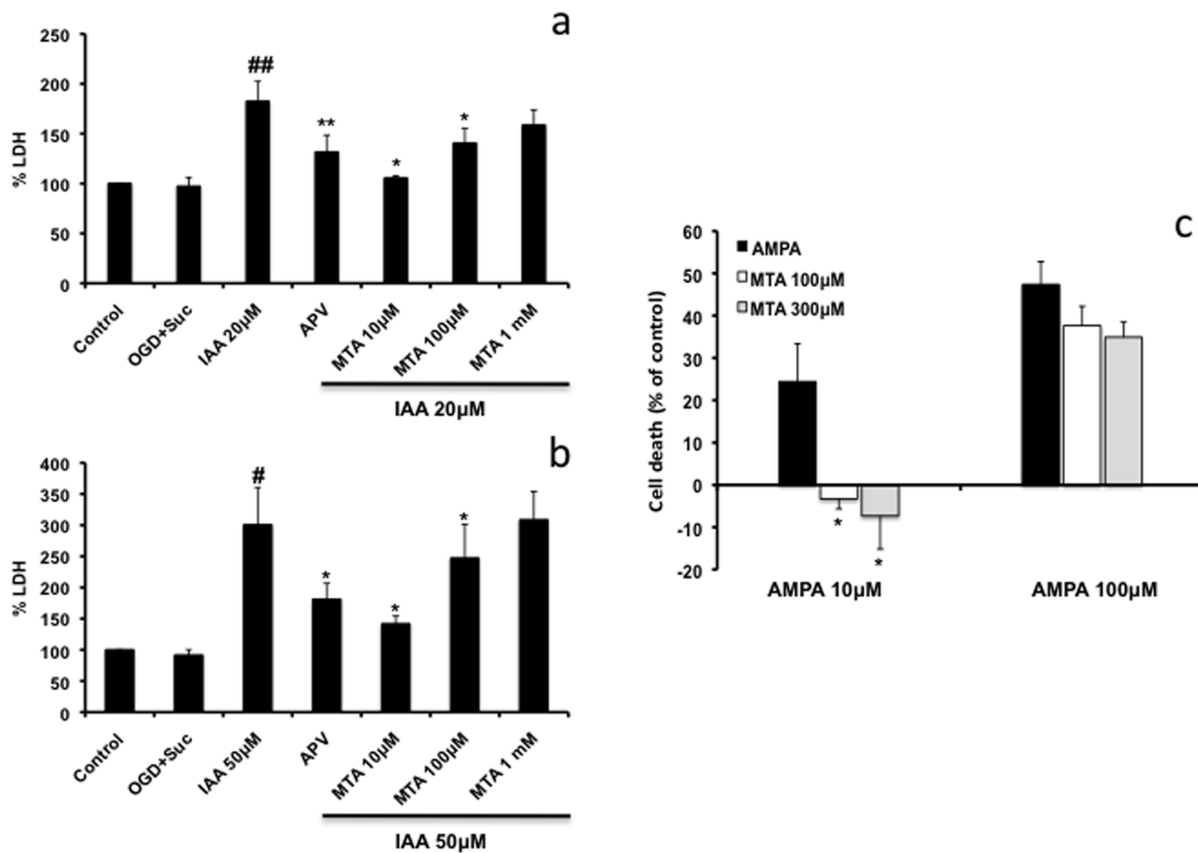 a
250
200
150
100
50
0
% LDH
##
**
*
*
Control
OGD+Suc
IAA 20µM
APV
MTA 10µM
MTA 100µM
MTA 1 mM
IAA 20µM
b
400
350
300
250
200
150
100
50
0
% LDH
#
*
*
*
Control
OGD+Suc
IAA 50µM
APV
MTA 10µM
MTA 100µM
MTA 1 mM
IAA 50µM
c
60
50
40
30
20
10
0
-10
-20
Cell death (% of control)
AMPA
MTA 100µM
MTA 300µM
*
*
AMPA 10µM
AMPA 100µM